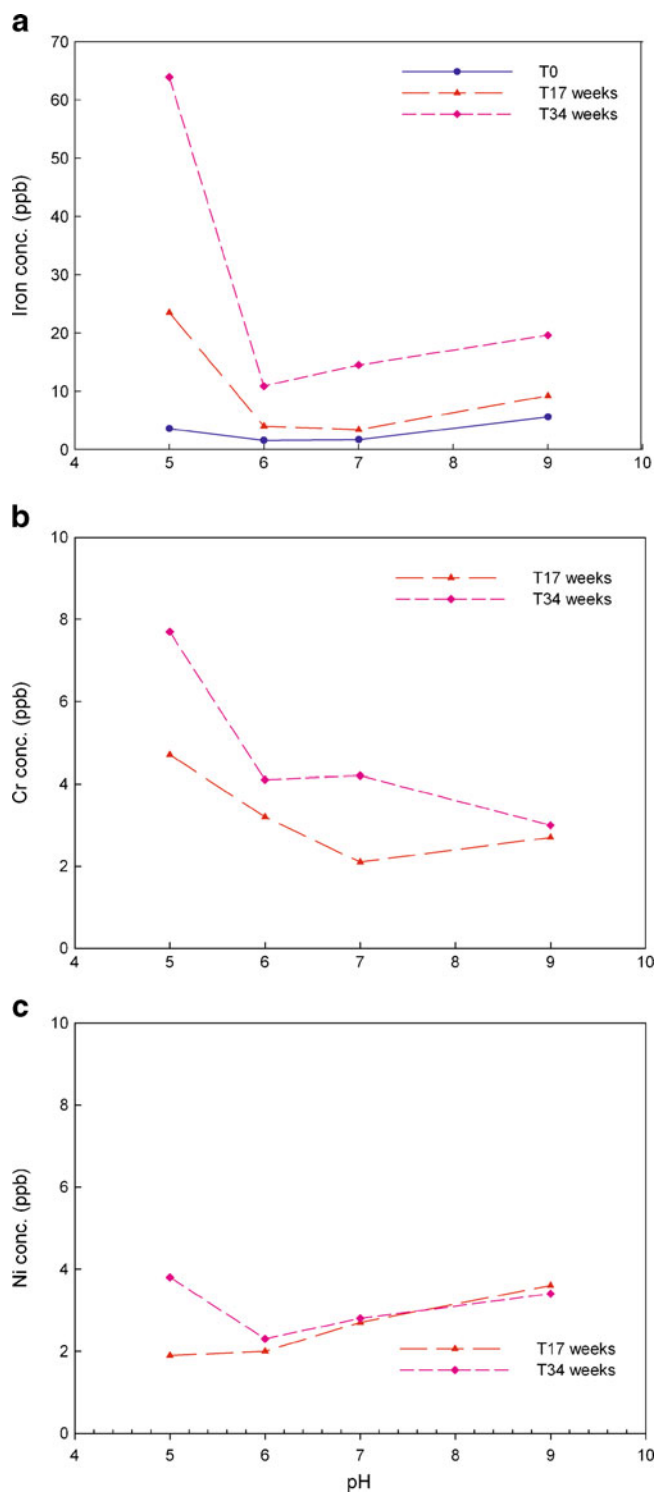 a
70
60
50
40
30
20
10
0
Iron conc. (ppb)
T0
T17 weeks
T34 weeks
4 5 6 7 8 9 10
b
10
8
6
4
2
0
Cr conc. (ppb)
T17 weeks
T34 weeks
4 5 6 7 8 9 10
c
10
8
6
4
2
0
Ni conc. (ppb)
T17 weeks
T34 weeks
4 5 6 7 8 9 10
pH